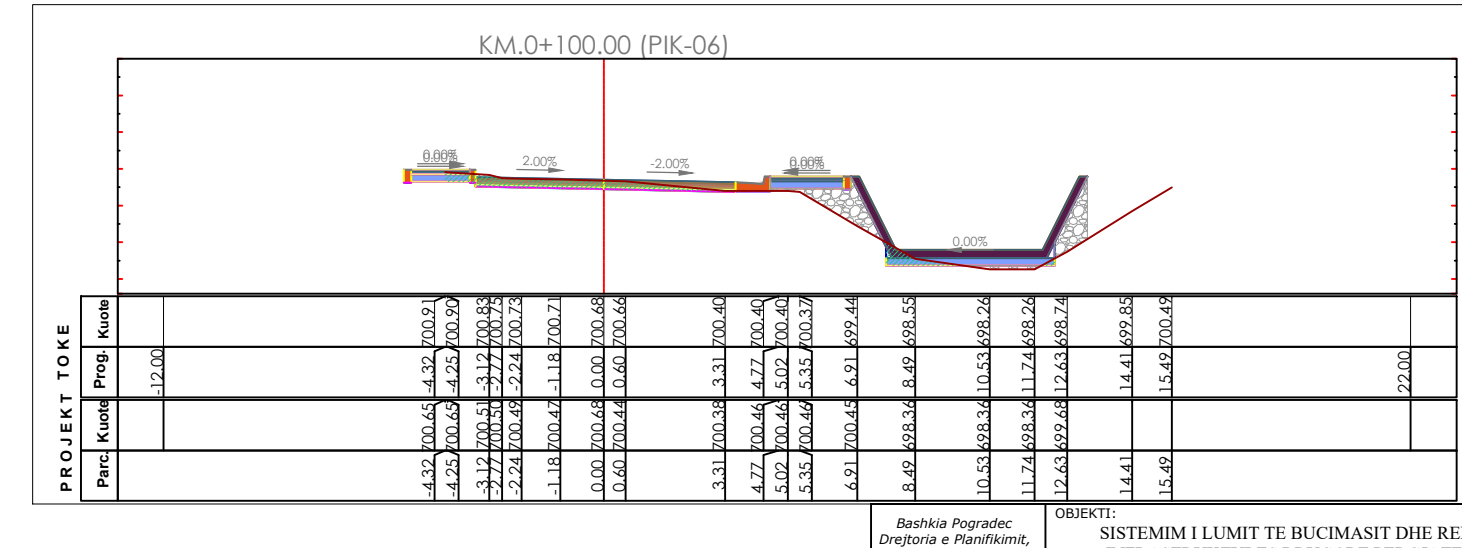 KM.0+100.00 (PIK-06)
0.00% 0.00% 2.00% -2.00% 0.00% 0.00%
0.00%
PROJEKT TOKE
Kuote 700.91 700.90 700.83 700.75 700.73 700.71 700.68 700.66 700.40 700.40 700.40 700.37 699.44 698.55 698.26 698.26 698.74 699.85 700.49
Prog. -12.00 -4.32 -4.25 -3.12 -2.77 -2.24 -1.18 0.00 0.60 3.31 4.77 5.02 5.35 6.91 8.49 10.53 11.74 12.63 14.41 15.49 22.00
Kuote 700.65 700.65 700.51 700.50 700.49 700.47 700.68 700.44 700.38 700.46 700.46 700.46 700.45 698.36 698.36 698.36 699.68
Parc. -4.32 -4.25 -3.12 -2.77 -2.24 -1.18 0.00 0.60 3.31 4.77 5.02 5.35 6.91 8.49 10.53 11.74 12.63 14.41 15.49
Bashkia Pogradec
Drejtoria e Planifikimit,
OBJEKTI:
SISTEMIM I LUMIT TE BUCIMASIT DHE